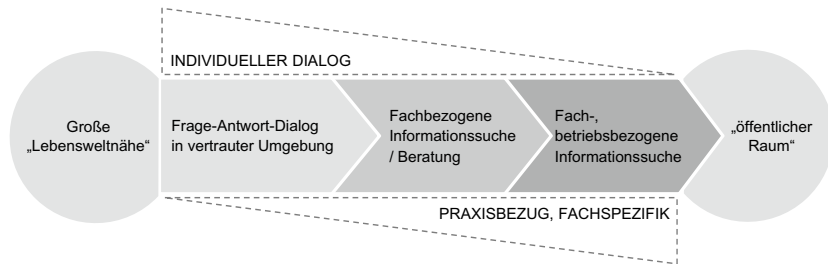 INDIVIDUELLER DIALOG
Große
„Lebensweltnähe“
Frage-Antwort-Dialog
in vertrauter Umgebung
Fachbezogene
Informationssuche
/ Beratung
Fach-,
betriebsbezogene
Informationssuche
„öffentlicher
Raum“
PRAXISBEZUG, FACHSPEZIFIK